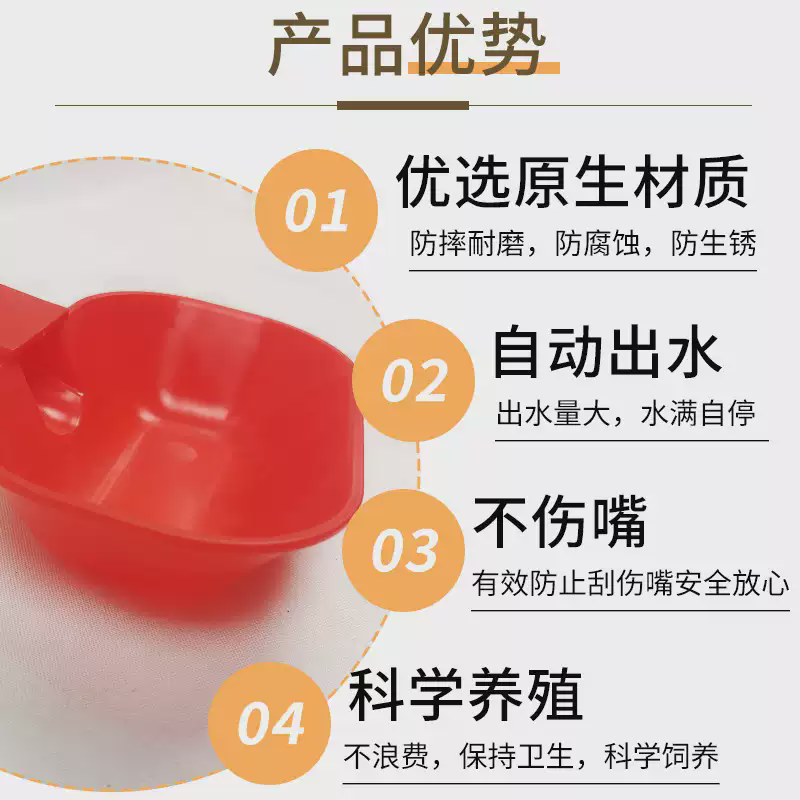 产品优势
01
优选原生材质
防摔耐磨，防腐蚀，防生锈
02
自动出水
出水量大，水满自停
03
不伤嘴
有效防止刮伤嘴安全放心
04
科学养殖
不浪费，保持卫生，科学饲养